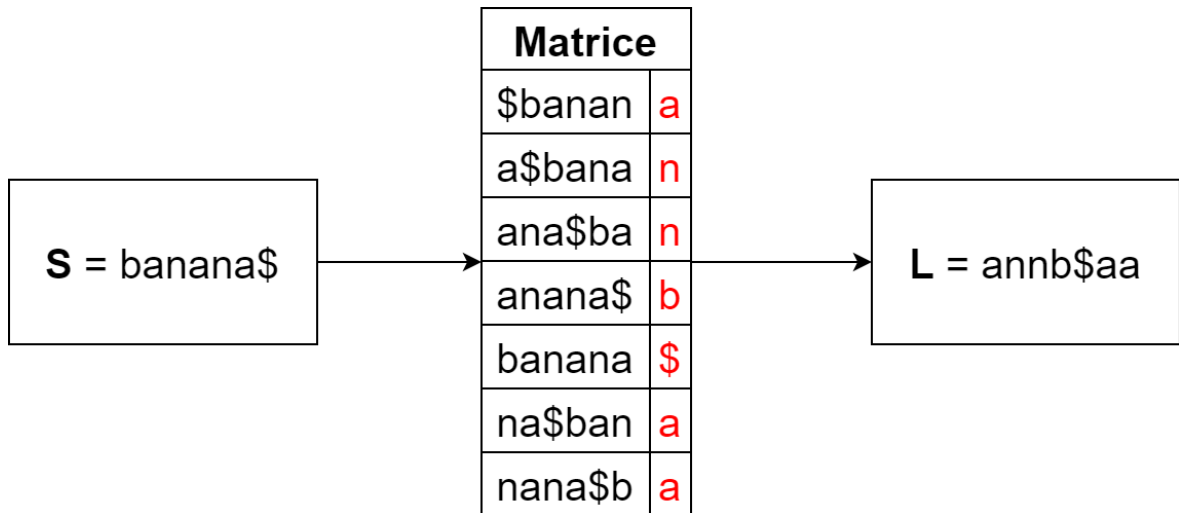 S = banana$
Matrice
$banan a
a$bana n
ana$ba n
anana$ b
banana $
na$ban a
nana$b a
L = annb$aa